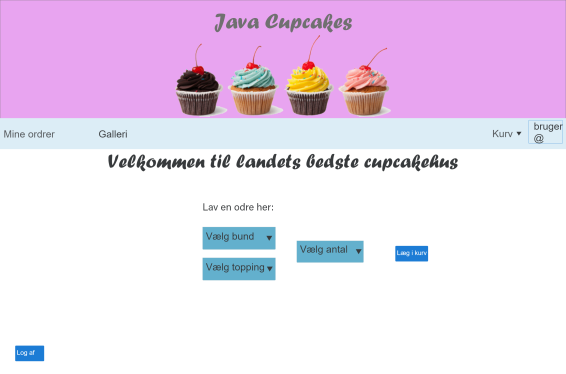 Java Cupcakes
Mine ordrer
Galleri
Kurv
bruger
@
Velkommen til landets bedste cupcakehus
Lav en odre her:
Vælg bund
Vælg antal
Læg i kurv
Vælg topping
Log af